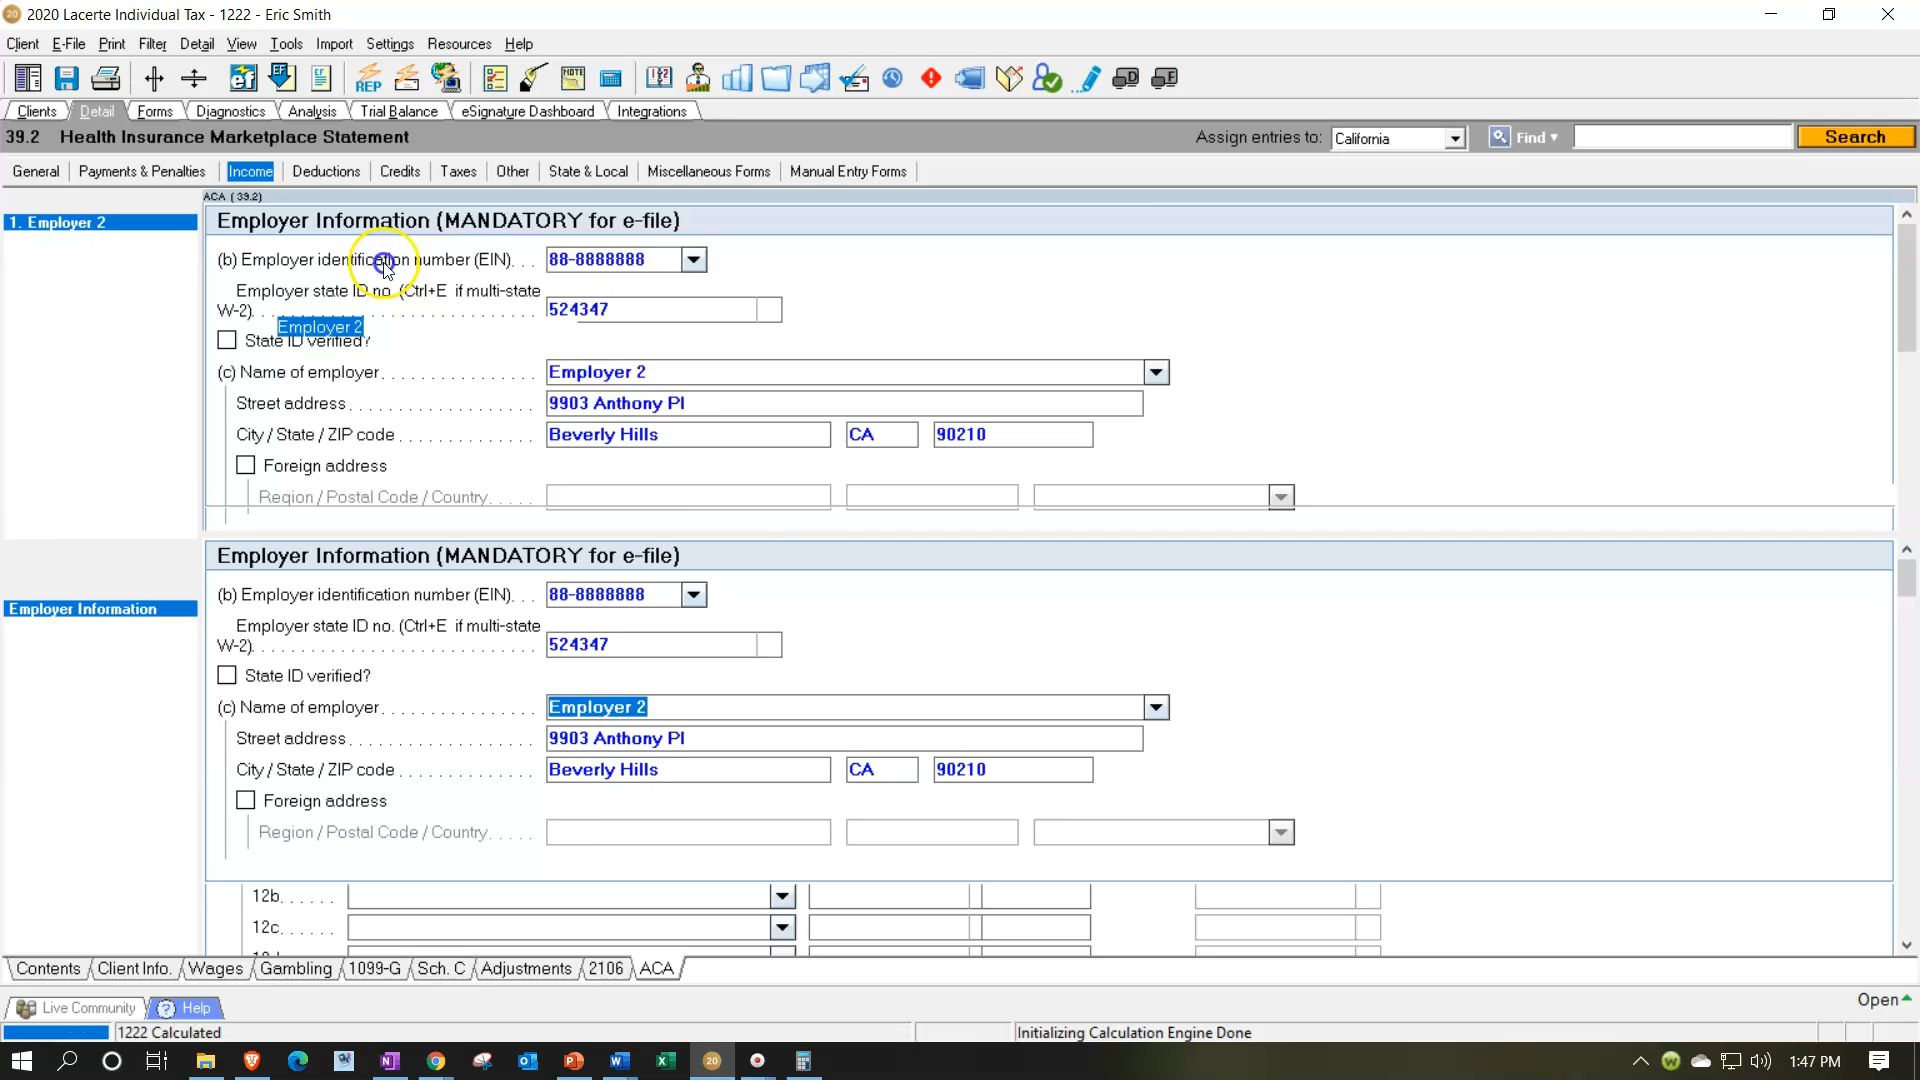 20 2020 Lacerte Individual Tax - 1222 - Eric Smith
Client E-File Print Filter Detail View Tools Import Settings Resources Help
ef EF REP NOTE D F
Clients Detail Forms Diagnostics Analysis Trial Balance eSignature Dashboard Integrations
39.2 Health Insurance Marketplace Statement Assign entries to: California Find Search
General Payments & Penalties Income Deductions Credits Taxes Other State & Local Miscellaneous Forms Manual Entry Forms
ACA (39.2)
1. Employer 2 Employer Information (MANDATORY for e-file)
(b) Employer identification number (EIN). . . 88-8888888
Employer state ID no. (Ctrl+E if multi-state
W-2). . . . 524347
Employer 2
State ID verified?
(c) Name of employer. . . . Employer 2
Street address. . . . 9903 Anthony Pl
City / State / ZIP code. . . . Beverly Hills CA 90210
Foreign address
Region / Postal Code / Country. . . .
Employer Information (MANDATORY for e-file)
(b) Employer identification number (EIN). . . 88-8888888
Employer Information
Employer state ID no. (Ctrl+E if multi-state
W-2). . . . 524347
State ID verified?
(c) Name of employer. . . . Employer 2
Street address. . . . 9903 Anthony Pl
City / State / ZIP code. . . . Beverly Hills CA 90210
Foreign address
Region / Postal Code / Country. . . .
12b. . . . . .
12c. . . . . .
Contents Client Info. Wages Gambling 1099-G Sch. C Adjustments 2106 ACA
Live Community ? Help Open
1222 Calculated Initializing Calculation Engine Done
20 1:47 PM